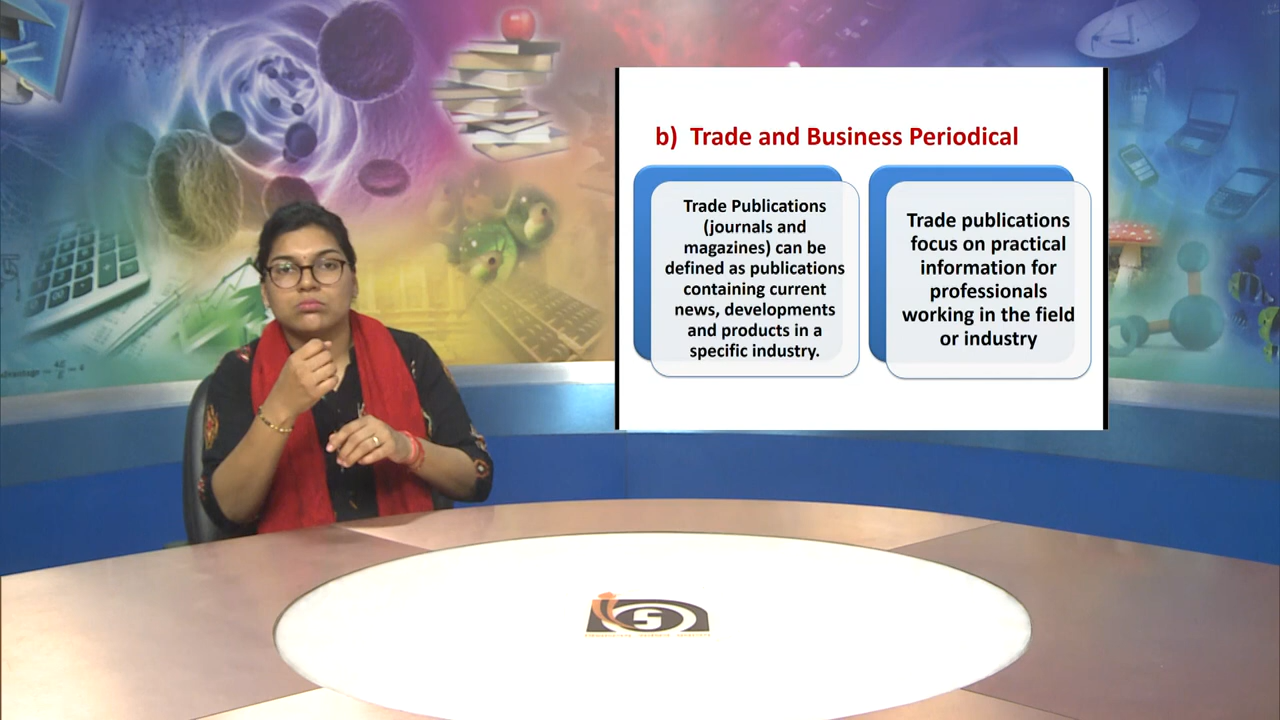 b) Trade and Business Periodical
Trade Publications
(journals and
magazines) can be
defined as publications
containing current
news, developments
and products in a
specific industry.
Trade publications
focus on practical
information for
professionals
working in the field
or industry